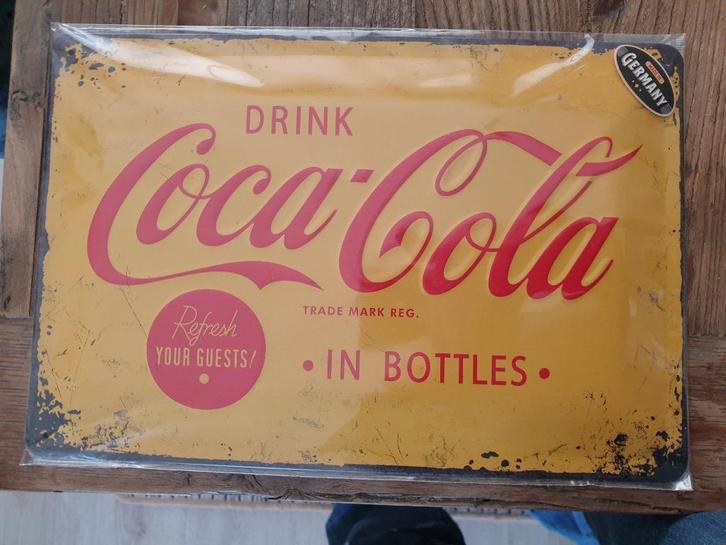 GERMANY
DRINK
Coca-Cola
TRADE MARK REG.
Refresh
YOUR GUESTS!
• IN BOTTLES •